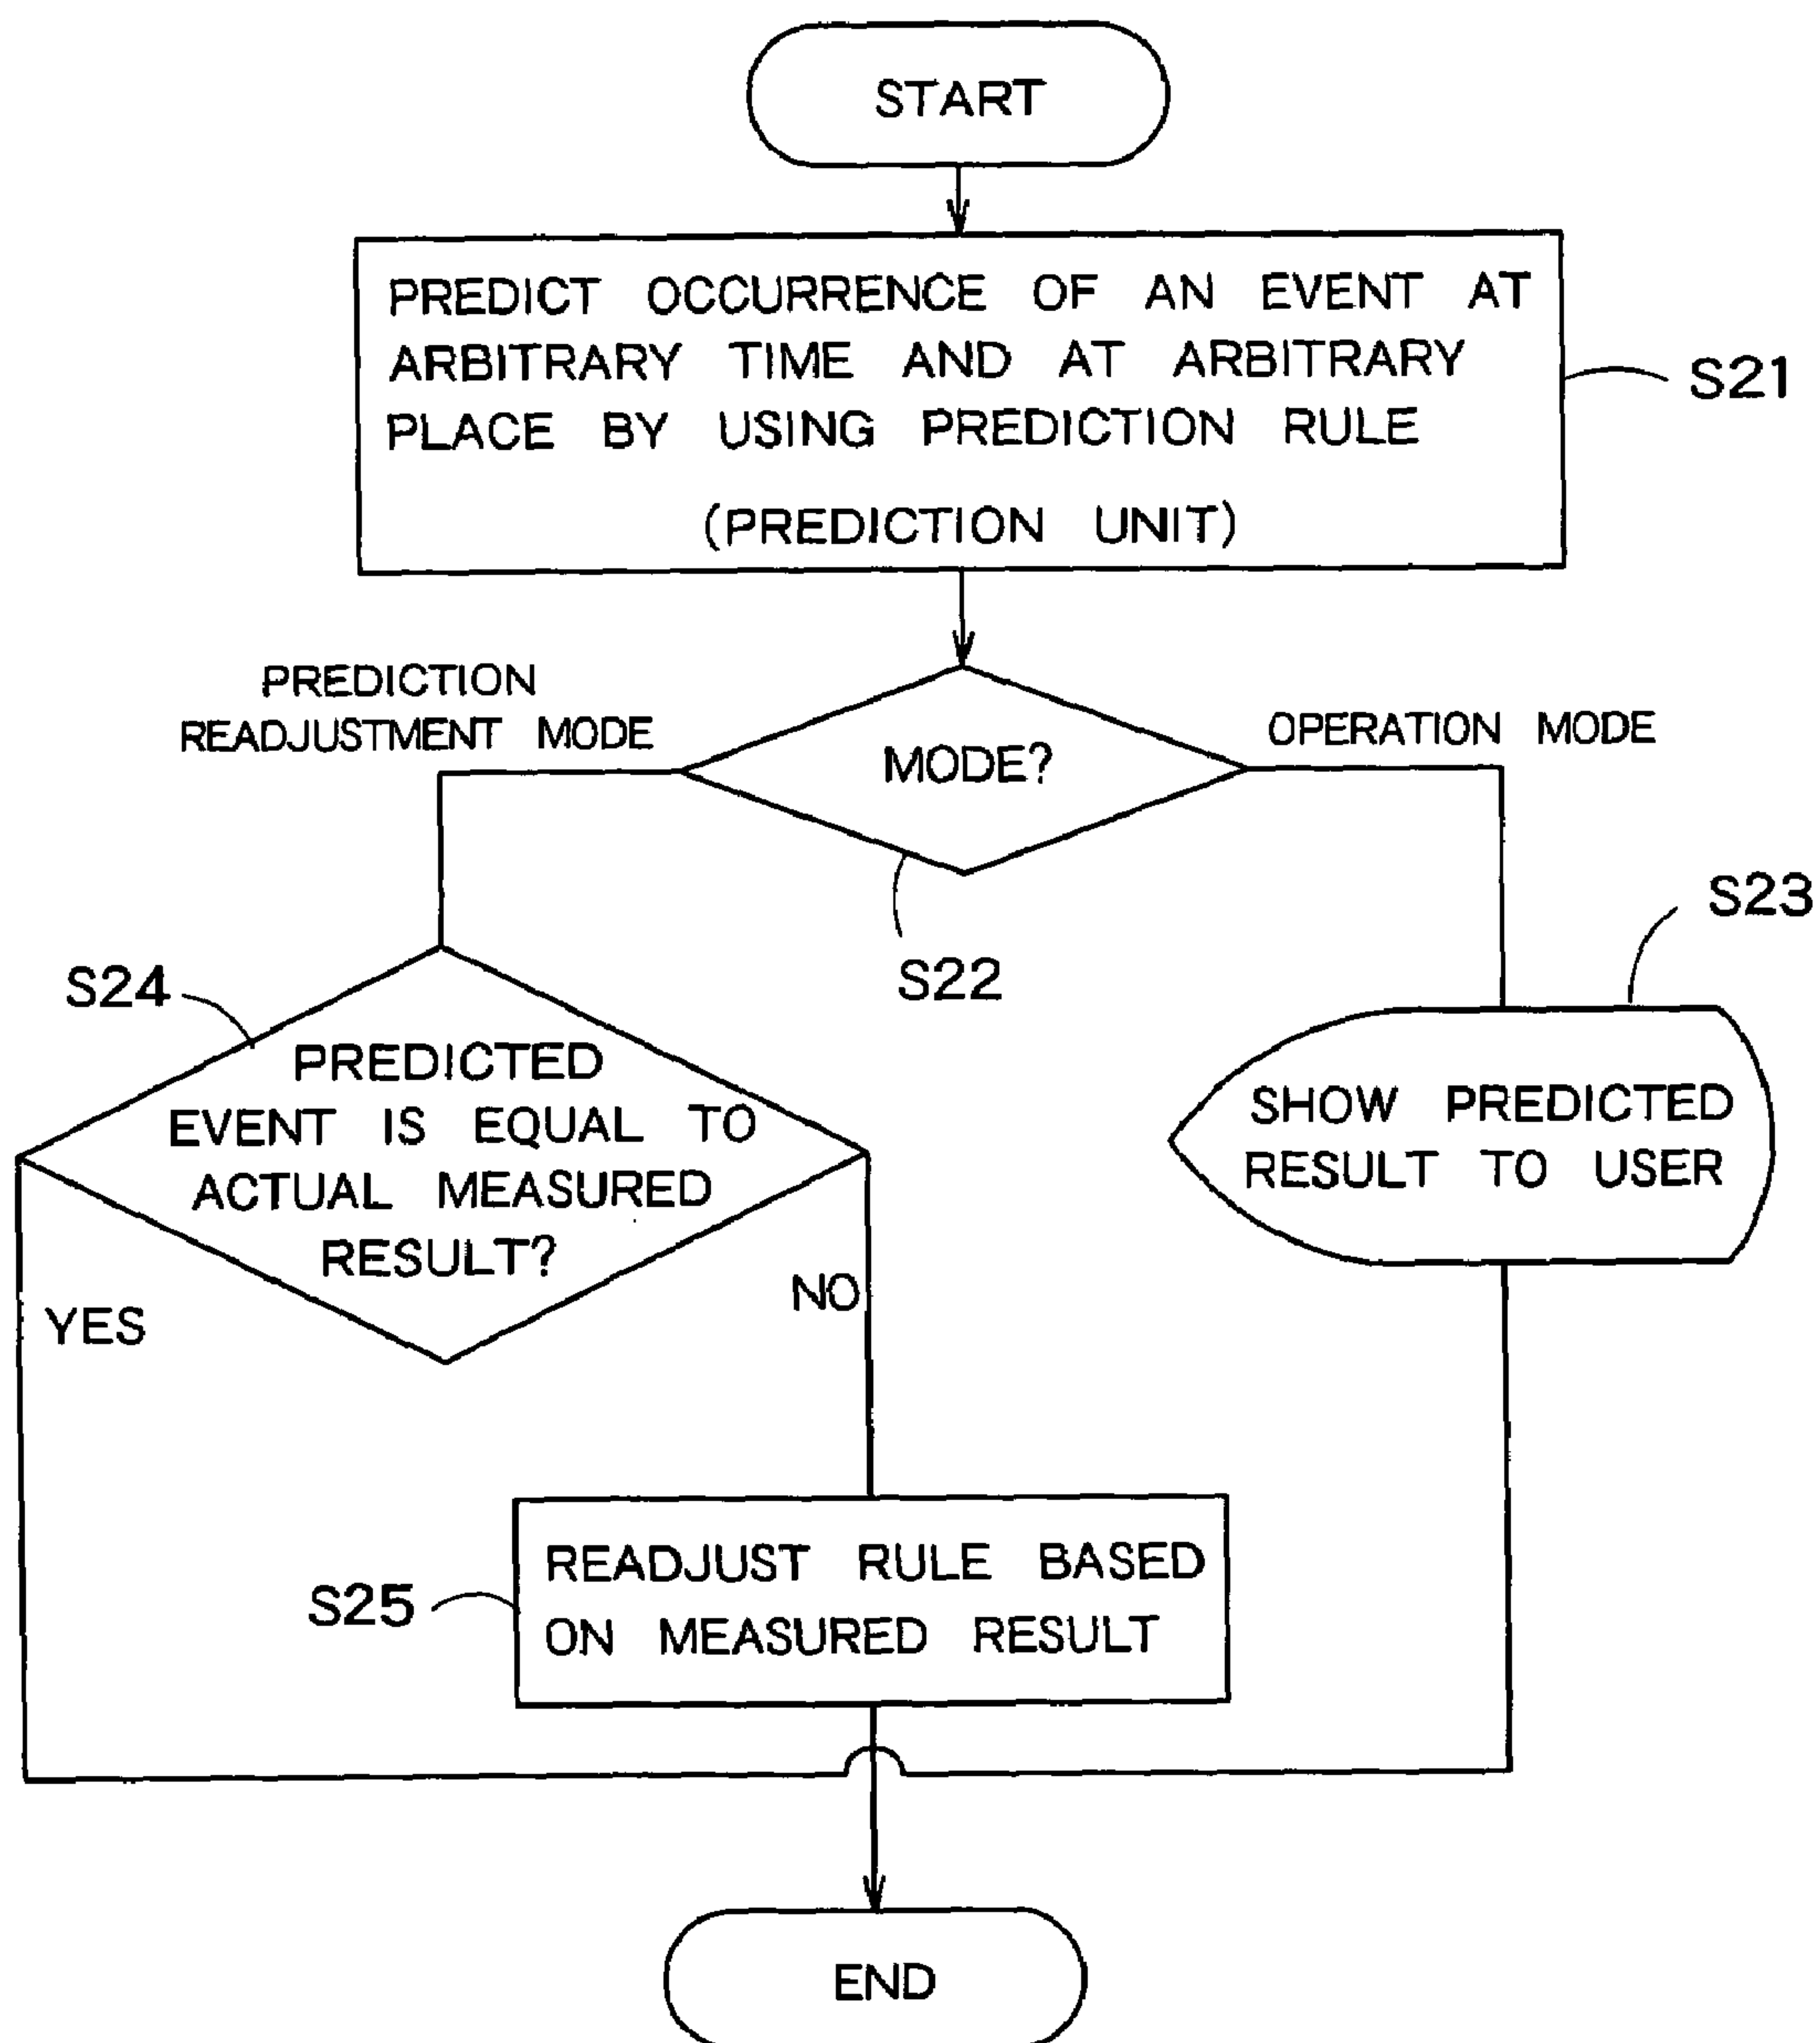 START
PREDICT OCCURRENCE OF AN EVENT AT
ARBITRARY TIME AND AT ARBITRARY
PLACE BY USING PREDICTION RULE
(PREDICTION UNIT)
S21
PREDICTION
READJUSTMENT MODE
MODE?
OPERATION MODE
S22
S23
S24
PREDICTED
EVENT IS EQUAL TO
ACTUAL MEASURED
RESULT?
SHOW PREDICTED
RESULT TO USER
YES
NO
S25
READJUST RULE BASED
ON MEASURED RESULT
END